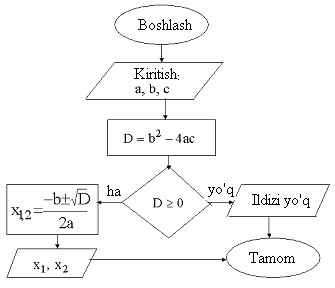 Boshlash
Kiritish:
a, b, c
D = b² − 4ac
ha
yo'q
x₁,₂ = (−b±√D)/2a
D ≥ 0
Ildizi yo'q
x₁, x₂
Tamom